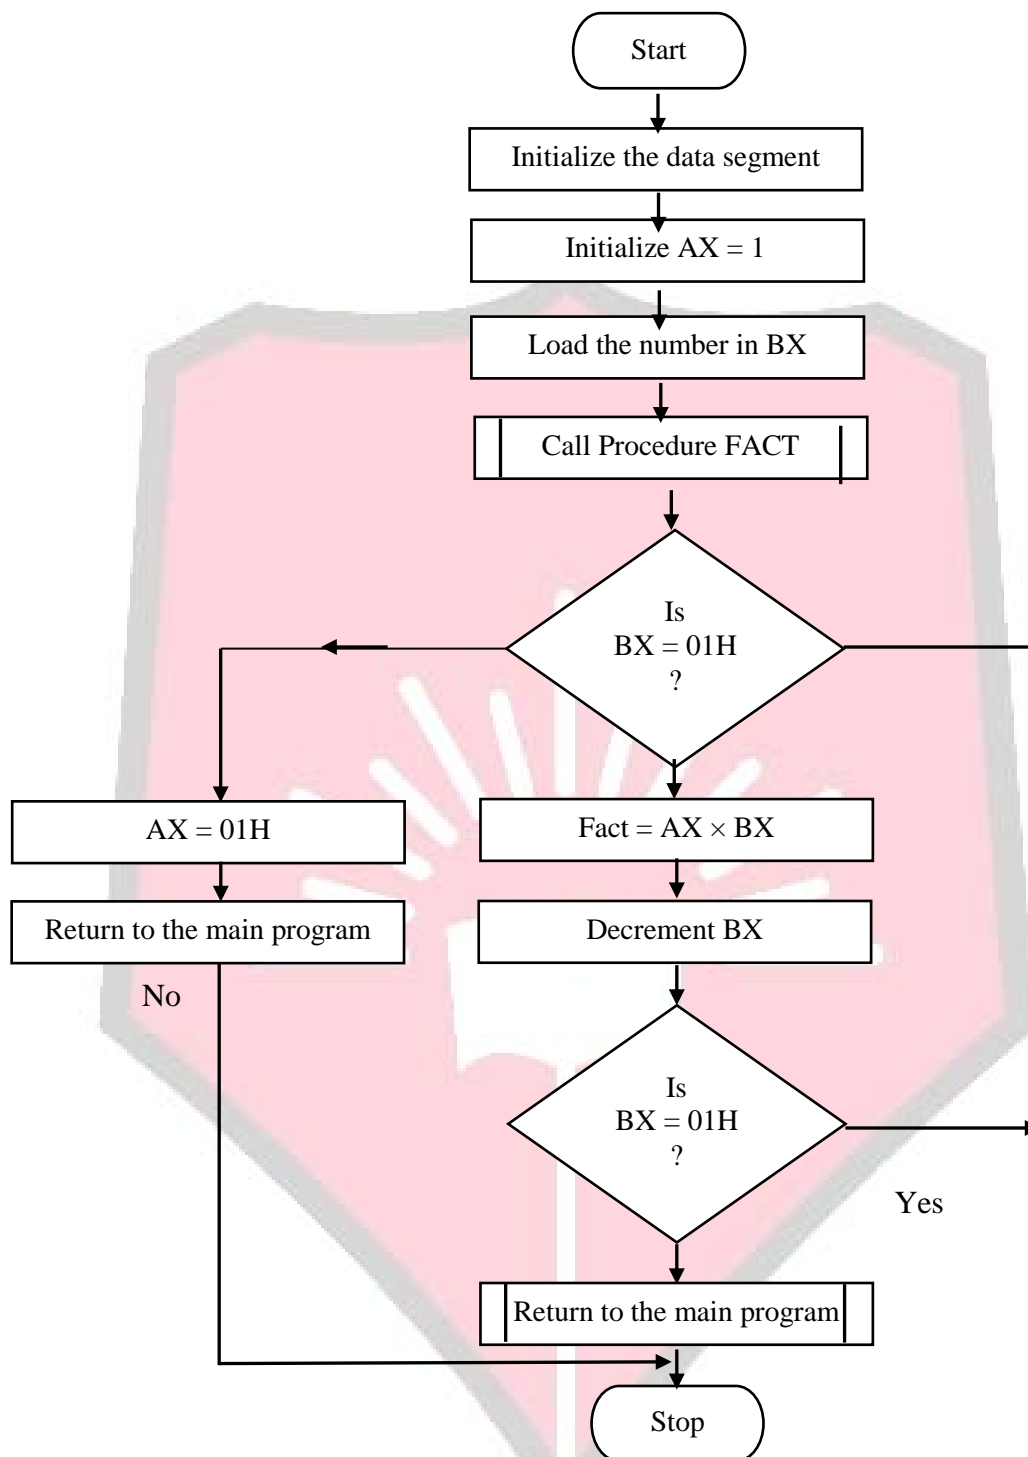 Start
Initialize the data segment
Initialize AX = 1
Load the number in BX
Call Procedure FACT
Is
BX = 01H
?
AX = 01H
Fact = AX × BX
Return to the main program
Decrement BX
No
Is
BX = 01H
?
Yes
Return to the main program
Stop